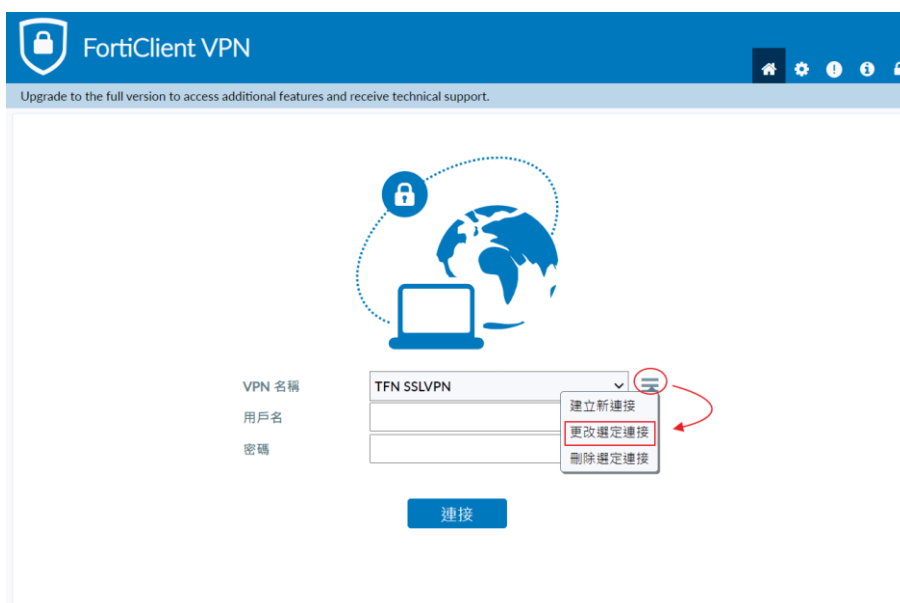 FortiClient VPN
Upgrade to the full version to access additional features and receive technical support.
VPN 名稱
TFN SSLVPN
建立新連接
用戶名
更改選定連接
密碼
刪除選定連接
連接